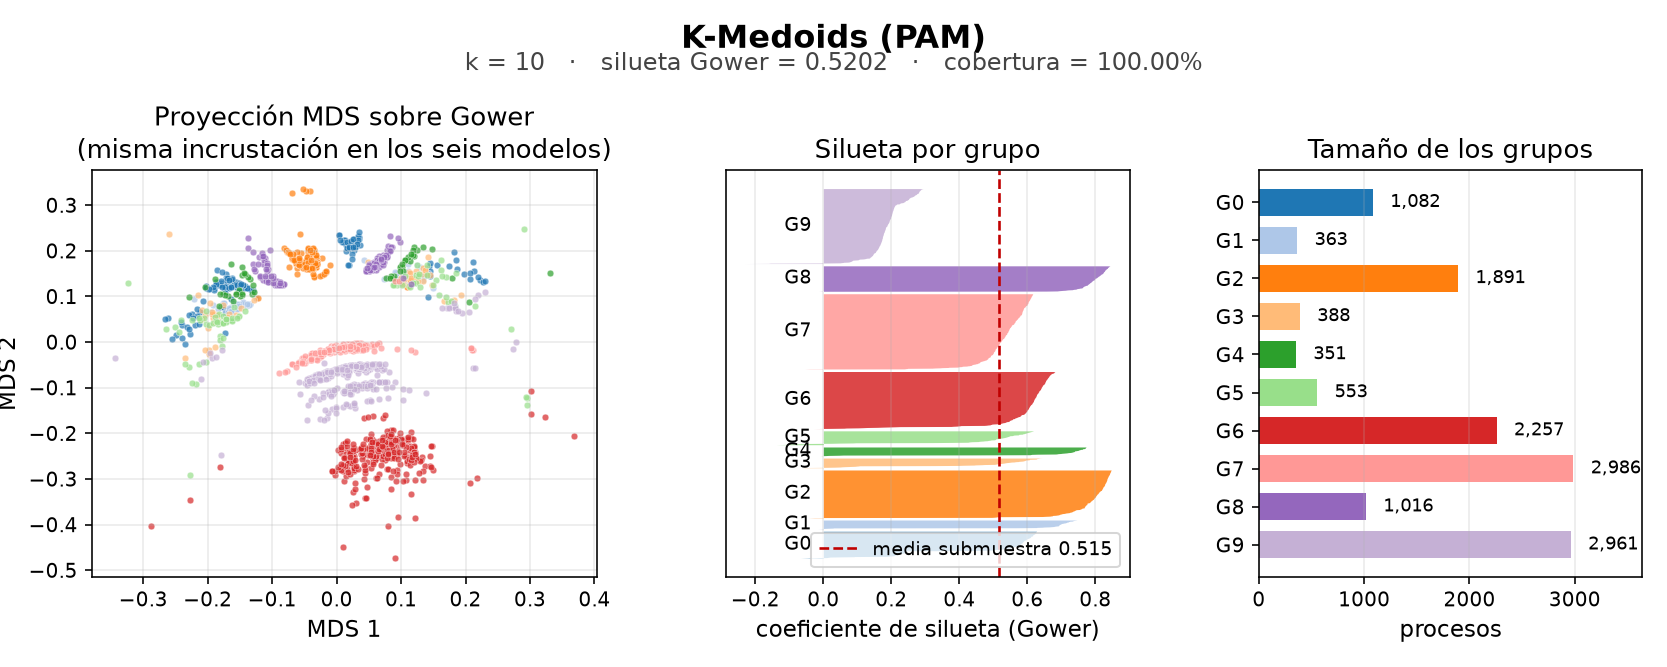 K-Medoids (PAM)
k = 10 · silueta Gower = 0.5202 · cobertura = 100.00%
Proyección MDS sobre Gower
(misma incrustación en los seis modelos)
MDS 2
0.3
0.2
0.1
0.0
−0.1
−0.2
−0.3
−0.4
−0.5
−0.3 −0.2 −0.1 0.0 0.1 0.2 0.3 0.4
MDS 1
Silueta por grupo
G9
G8
G7
G6
G5
G4
G3
G2
G1
G0
media submuestra 0.515
−0.2 0.0 0.2 0.4 0.6 0.8
coeficiente de silueta (Gower)
Tamaño de los grupos
G0 1,082
G1 363
G2 1,891
G3 388
G4 351
G5 553
G6 2,257
G7 2,986
G8 1,016
G9 2,961
0 1000 2000 3000
procesos